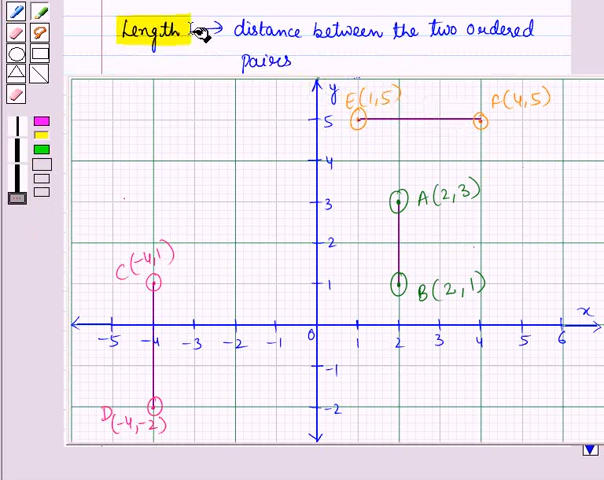 Length → distance between the two ordered
pairs
y
E(1,5) F(4,5)
5
4
3 A(2,3)
2
C(-4,1) 1 B(2,1)
x
-5 -4 -3 -2 -1 0 1 2 3 4 5 6
-1
-2
D(-4,-2)